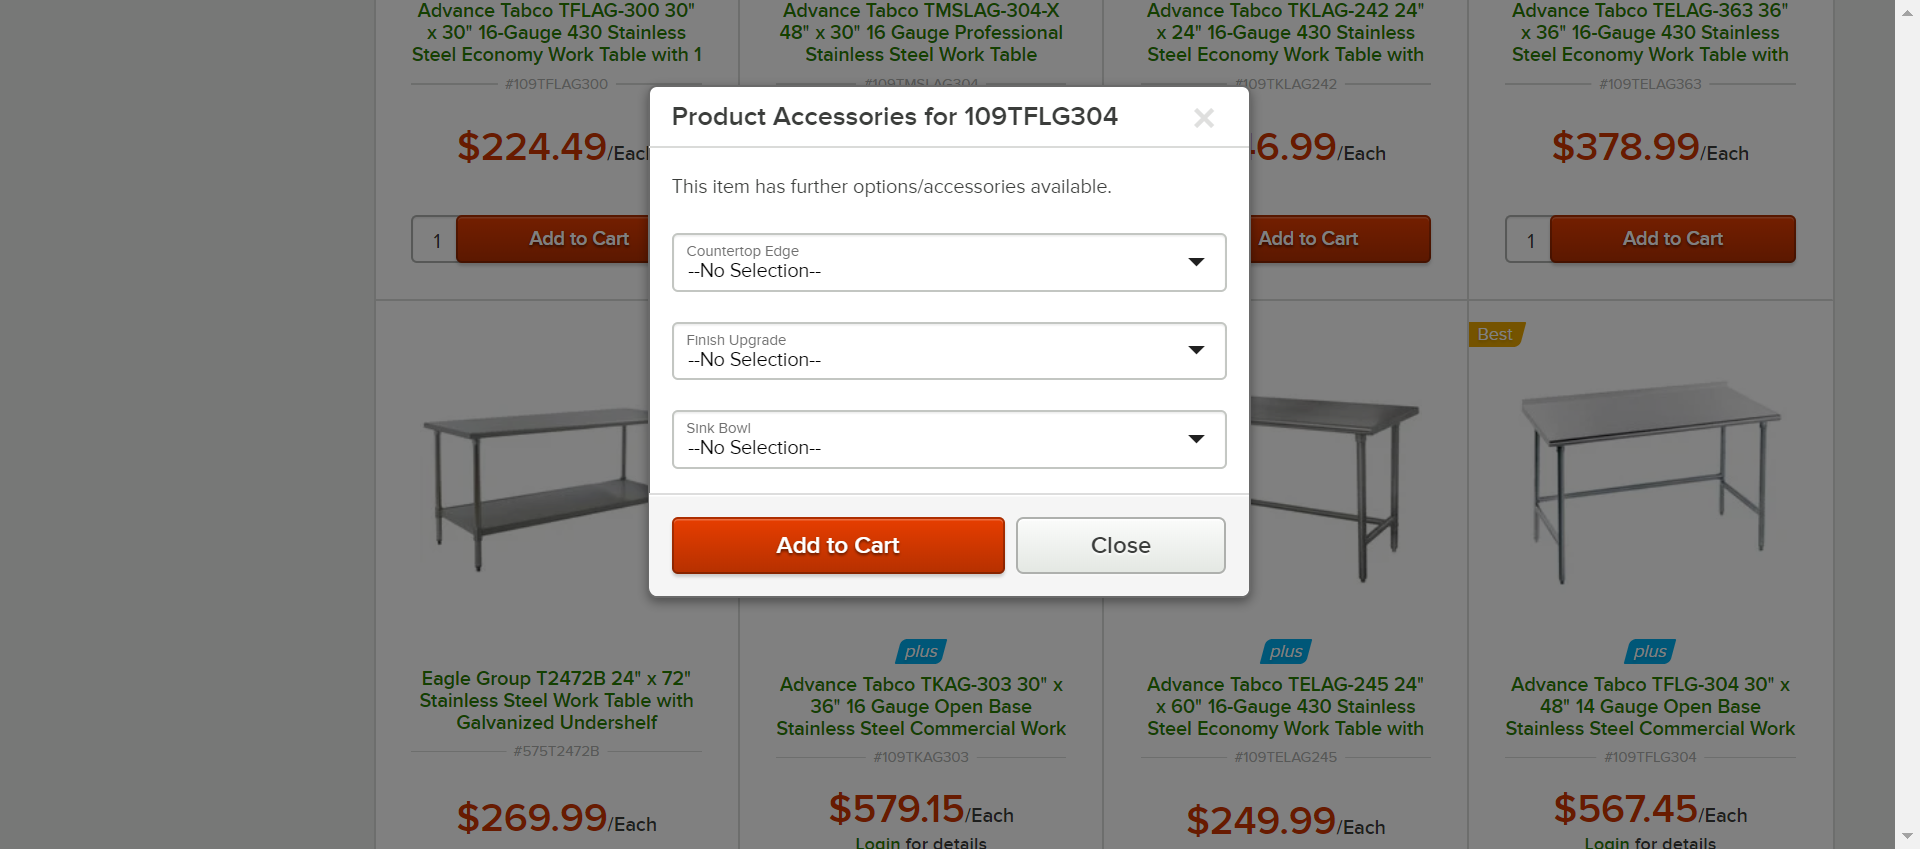 Advance Tabco TFLAG-300 30"
x 30" 16-Gauge 430 Stainless
Steel Economy Work Table with 1
#109TFLAG300
$224.49/Each
1
Add to Cart
Advance Tabco TMSLAG-304-X
48" x 30" 16 Gauge Professional
Stainless Steel Work Table
#109TMSLAG304
Advance Tabco TKLAG-242 24"
x 24" 16-Gauge 430 Stainless
Steel Economy Work Table with
#109TKLAG242
6.99/Each
Add to Cart
Advance Tabco TELAG-363 36"
x 36" 16-Gauge 430 Stainless
Steel Economy Work Table with
#109TELAG363
$378.99/Each
1
Add to Cart
Product Accessories for 109TFLG304
×
This item has further options/accessories available.
Countertop Edge
--No Selection--
Finish Upgrade
--No Selection--
Sink Bowl
--No Selection--
Add to Cart
Close
Eagle Group T2472B 24" x 72"
Stainless Steel Work Table with
Galvanized Undershelf
#575T2472B
$269.99/Each
plus
Advance Tabco TKAG-303 30" x
36" 16 Gauge Open Base
Stainless Steel Commercial Work
#109TKAG303
$579.15/Each
Login for details
plus
Advance Tabco TELAG-245 24"
x 60" 16-Gauge 430 Stainless
Steel Economy Work Table with
#109TELAG245
$249.99/Each
Best
plus
Advance Tabco TFLG-304 30" x
48" 14 Gauge Open Base
Stainless Steel Commercial Work
#109TFLG304
$567.45/Each
Login for details